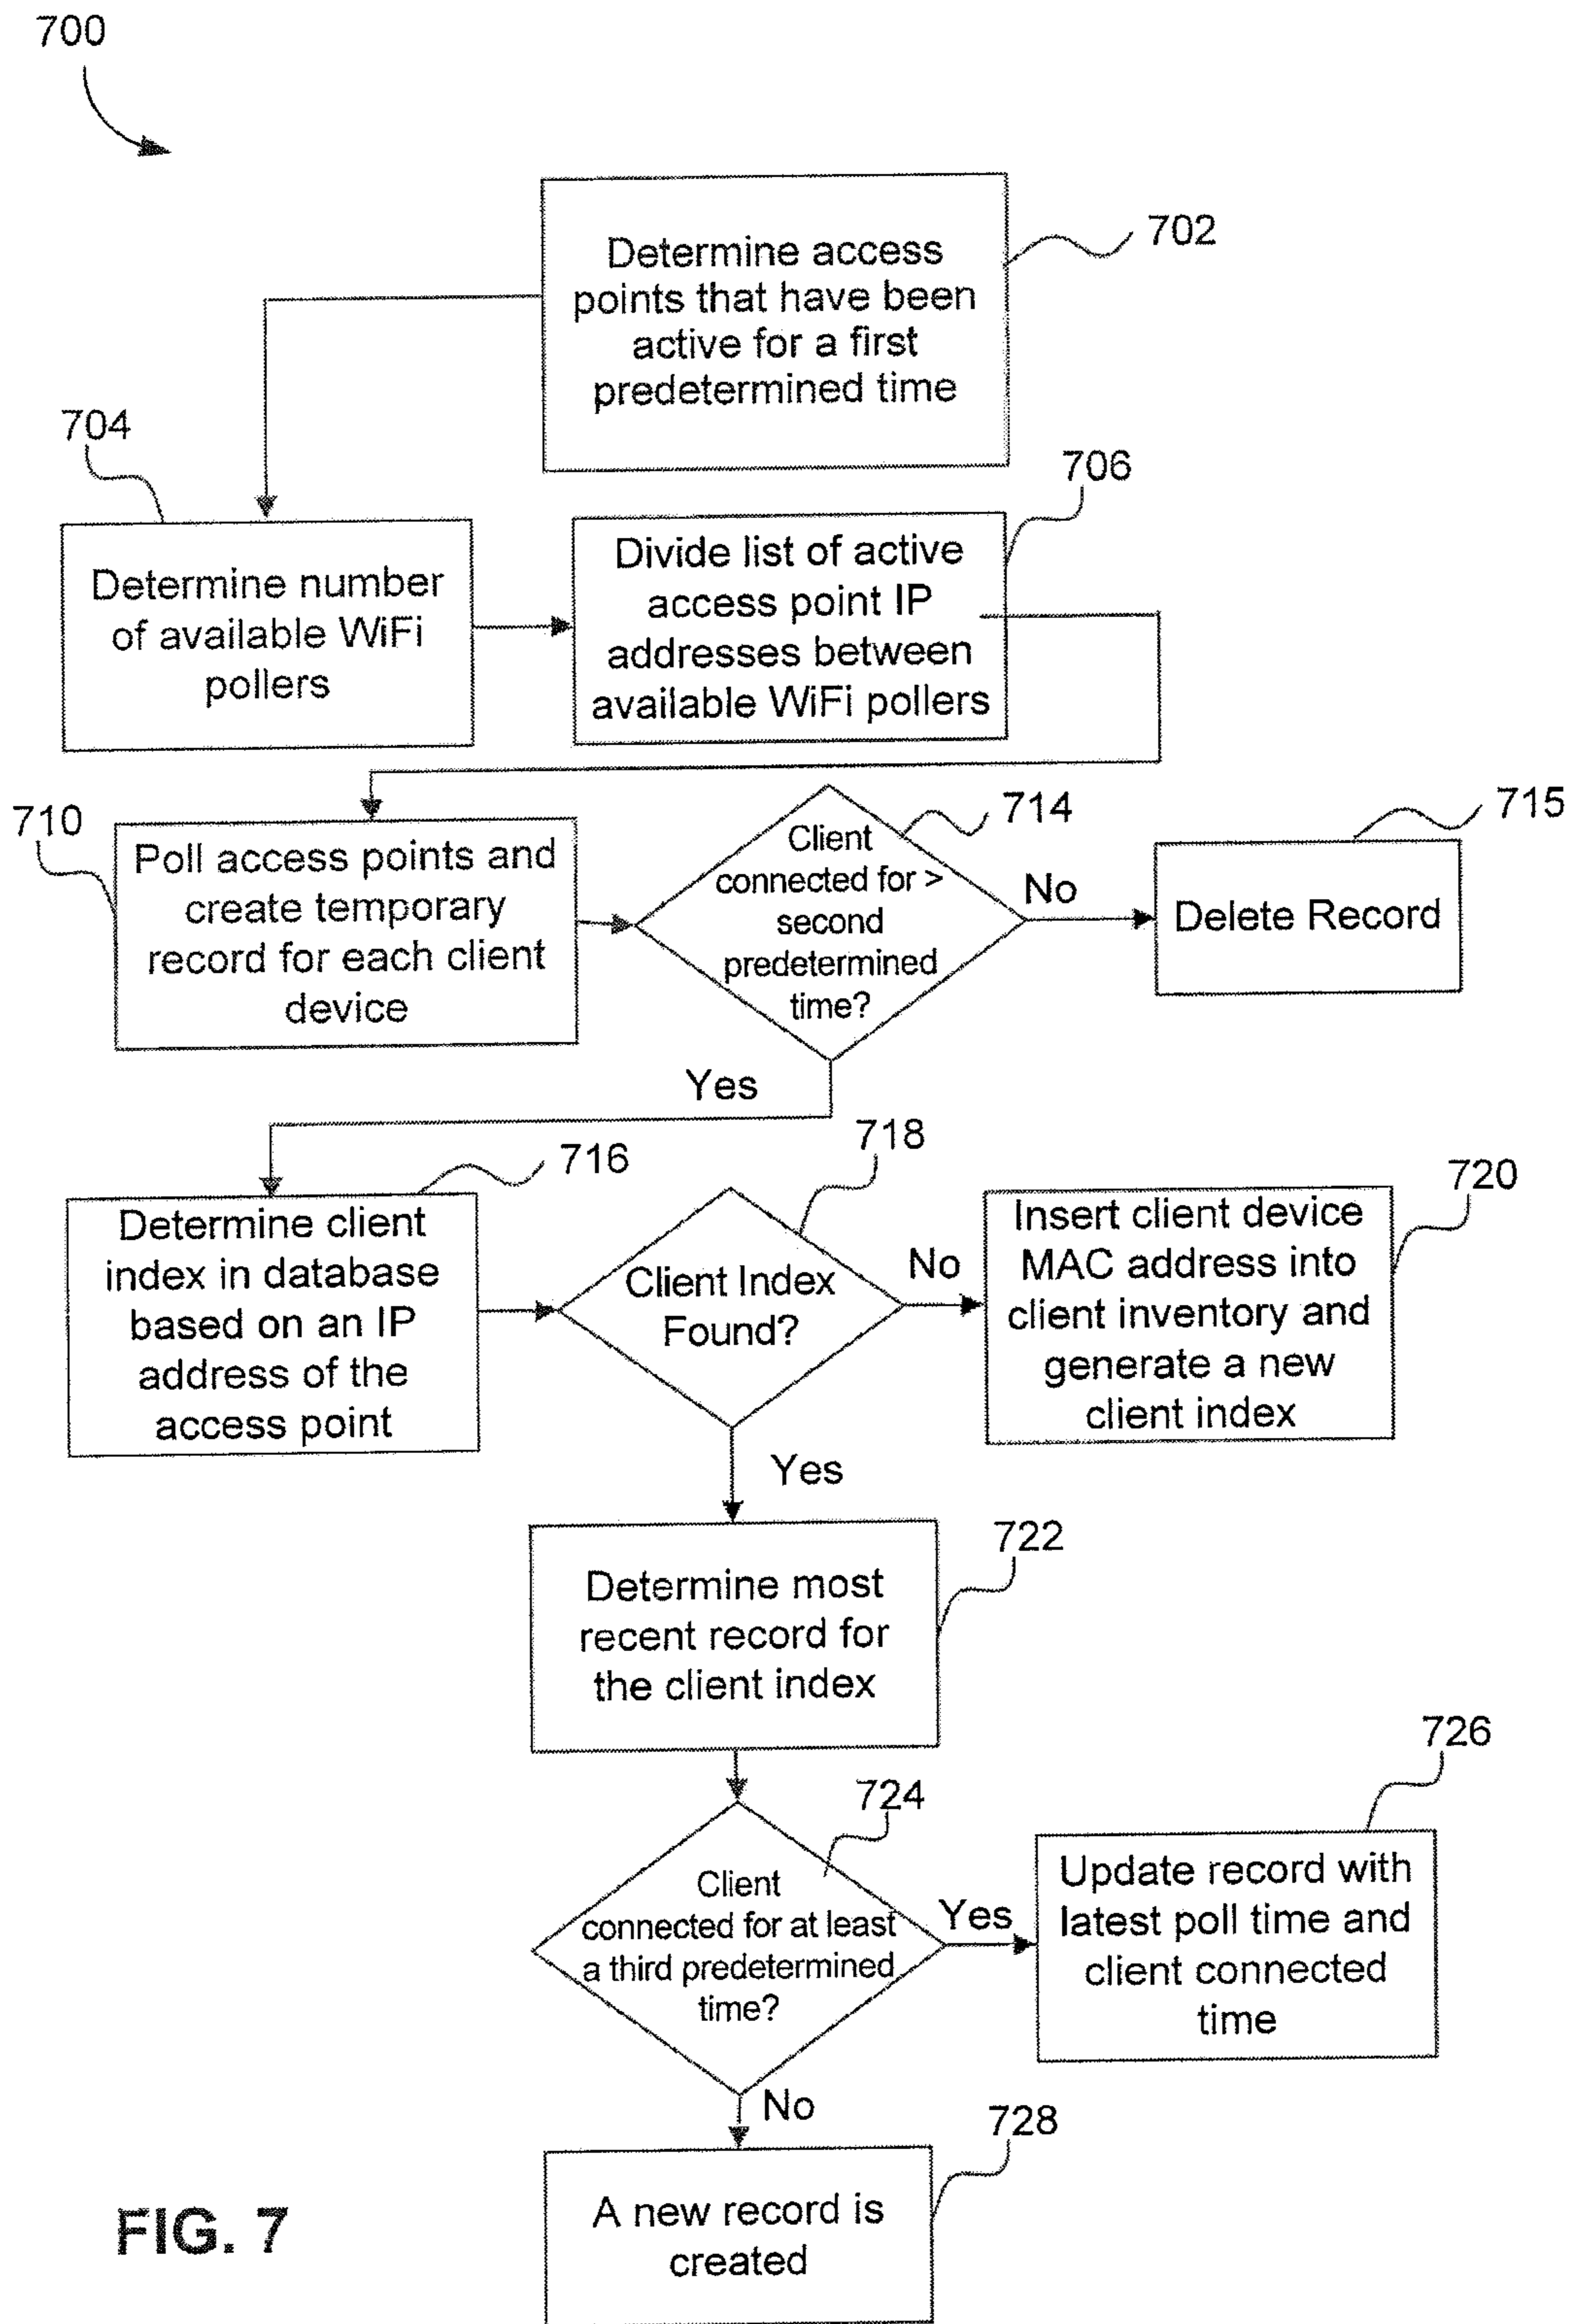 700
Determine access
points that have been
active for a first
predetermined time
702
704
Determine number
of available WiFi
pollers
706
Divide list of active
access point IP
addresses between
available WiFi pollers
710
Poll access points and
create temporary
record for each client
device
714
Client
connected for >
second
predetermined
time?
No
715
Delete Record
Yes
716
Determine client
index in database
based on an IP
address of the
access point
718
Client Index
Found?
No
720
Insert client device
MAC address into
client inventory and
generate a new
client index
Yes
722
Determine most
recent record for
the client index
724
Client
connected for at least
a third predetermined
time?
Yes
726
Update record with
latest poll time and
client connected
time
No
728
A new record is
created
FIG. 7